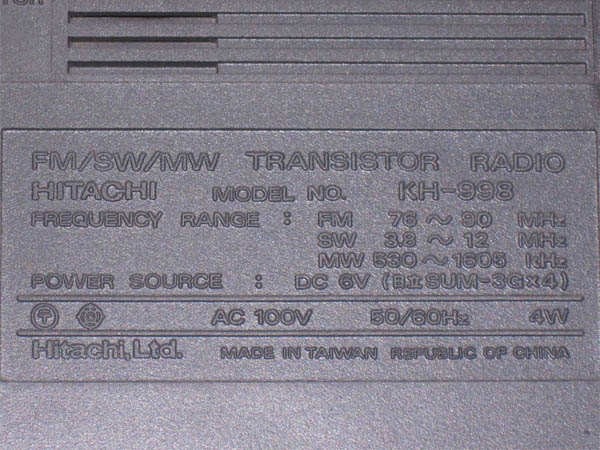 FM/SW/MW TRANSISTOR RADIO
HITACHI MODEL NO. KH-998
FREQUENCY RANGE : FM 76～90 MHz
SW 3.8～12 MHz
MW 530～1605 KHz
POWER SOURCE : DC 6V (日立SUM-3G×4)
〒 AC 100V 50/60Hz 4W
Hitachi, Ltd. MADE IN TAIWAN REPUBLIC OF CHINA